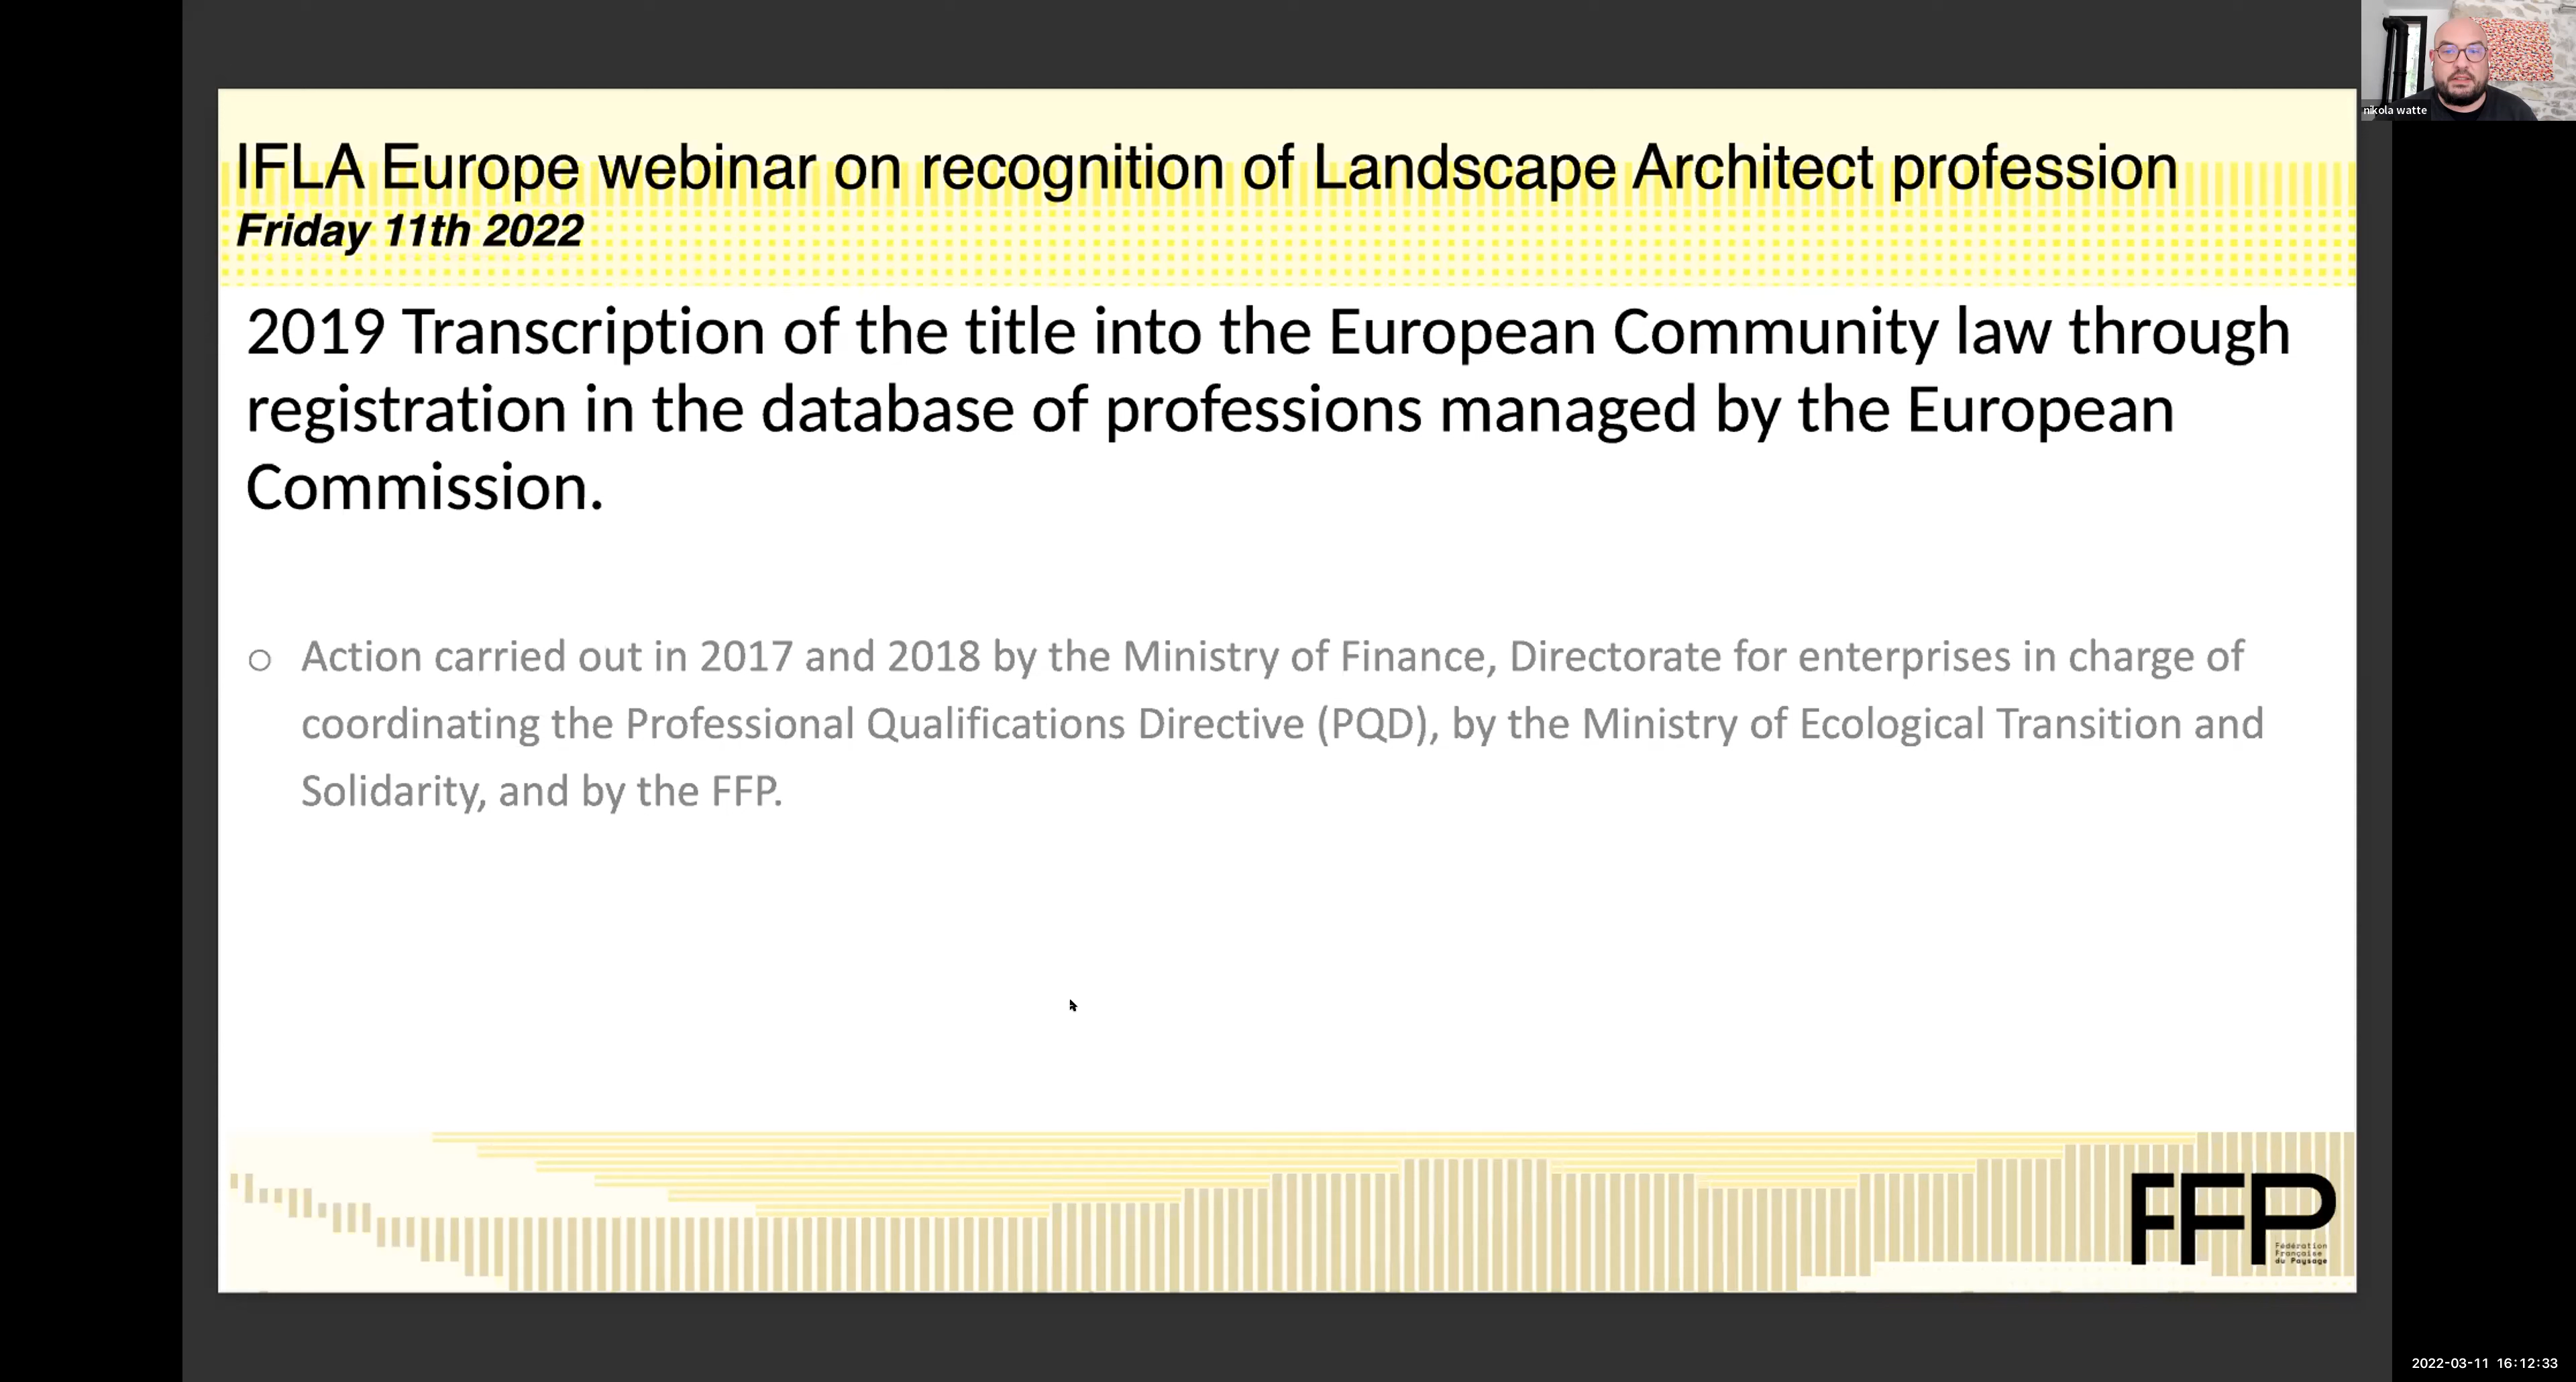 nikola watte
IFLA Europe webinar on recognition of Landscape Architect profession
Friday 11th 2022
2019 Transcription of the title into the European Community law through
registration in the database of professions managed by the European
Commission.
Action carried out in 2017 and 2018 by the Ministry of Finance, Directorate for enterprises in charge of
coordinating the Professional Qualifications Directive (PQD), by the Ministry of Ecological Transition and
Solidarity, and by the FFP.
FFP
Fédération
Française
du Paysage
2022-03-11 16:12:33